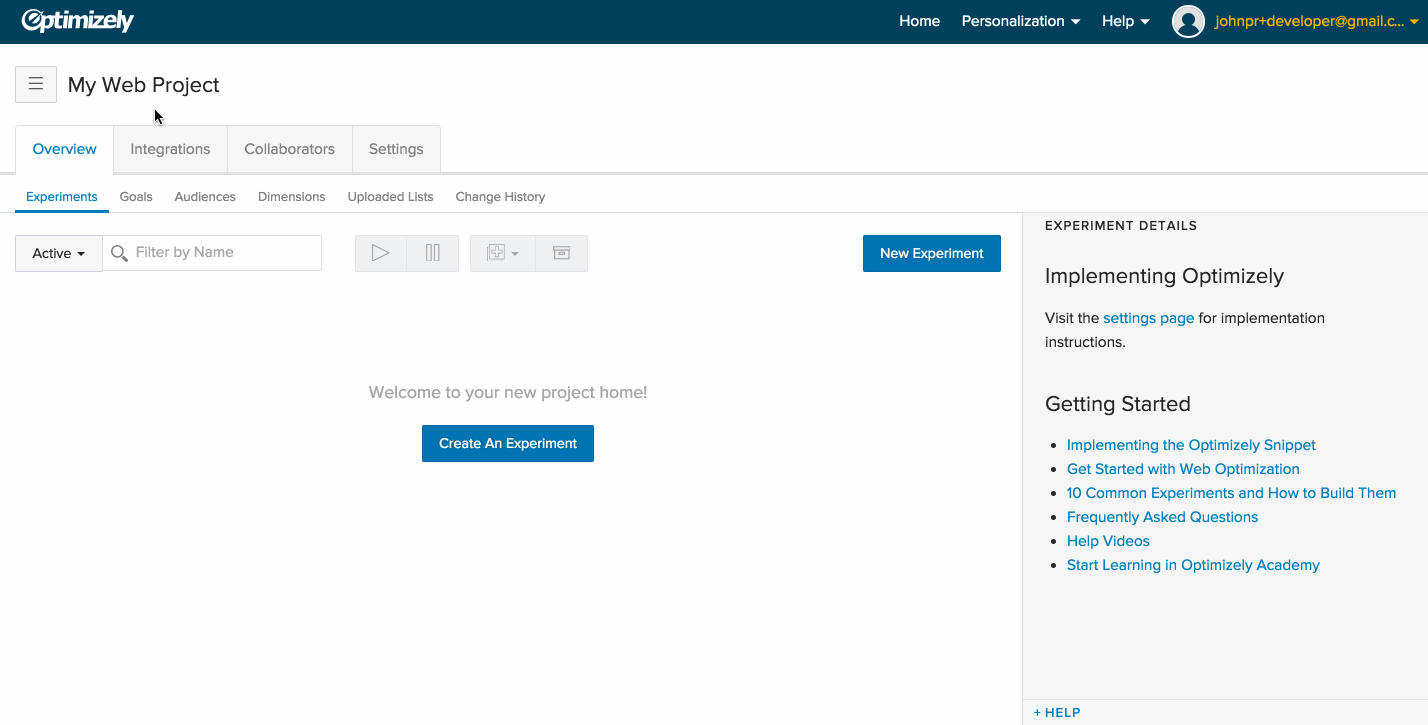 Optimizely
Home Personalization Help johnpr+developer@gmail.c...
My Web Project
Overview Integrations Collaborators Settings
Experiments Goals Audiences Dimensions Uploaded Lists Change History
Active Filter by Name New Experiment
Welcome to your new project home!
Create An Experiment
EXPERIMENT DETAILS
Implementing Optimizely
Visit the settings page for implementation
instructions.
Getting Started
Implementing the Optimizely Snippet
Get Started with Web Optimization
10 Common Experiments and How to Build Them
Frequently Asked Questions
Help Videos
Start Learning in Optimizely Academy
+ HELP